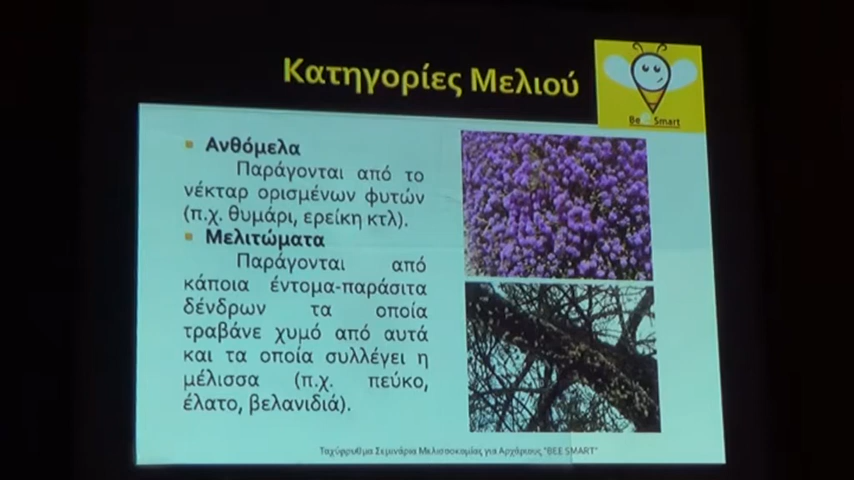 Κατηγορίες Μελιού
Bee Smart
Ανθόμελα
Παράγονται από το
νέκταρ ορισμένων φυτών
(π.χ. θυμάρι, ερείκη κτλ).
Μελιτώματα
Παράγονται από
κάποια έντομα-παράσιτα
δένδρων τα οποία
τραβάνε χυμό από αυτά
και τα οποία συλλέγει η
μέλισσα (π.χ. πεύκο,
έλατο, βελανιδιά).
Ταχύρρυθμα Σεμινάρια Μελισσοκομίας για Αρχάριους "BEE SMART"